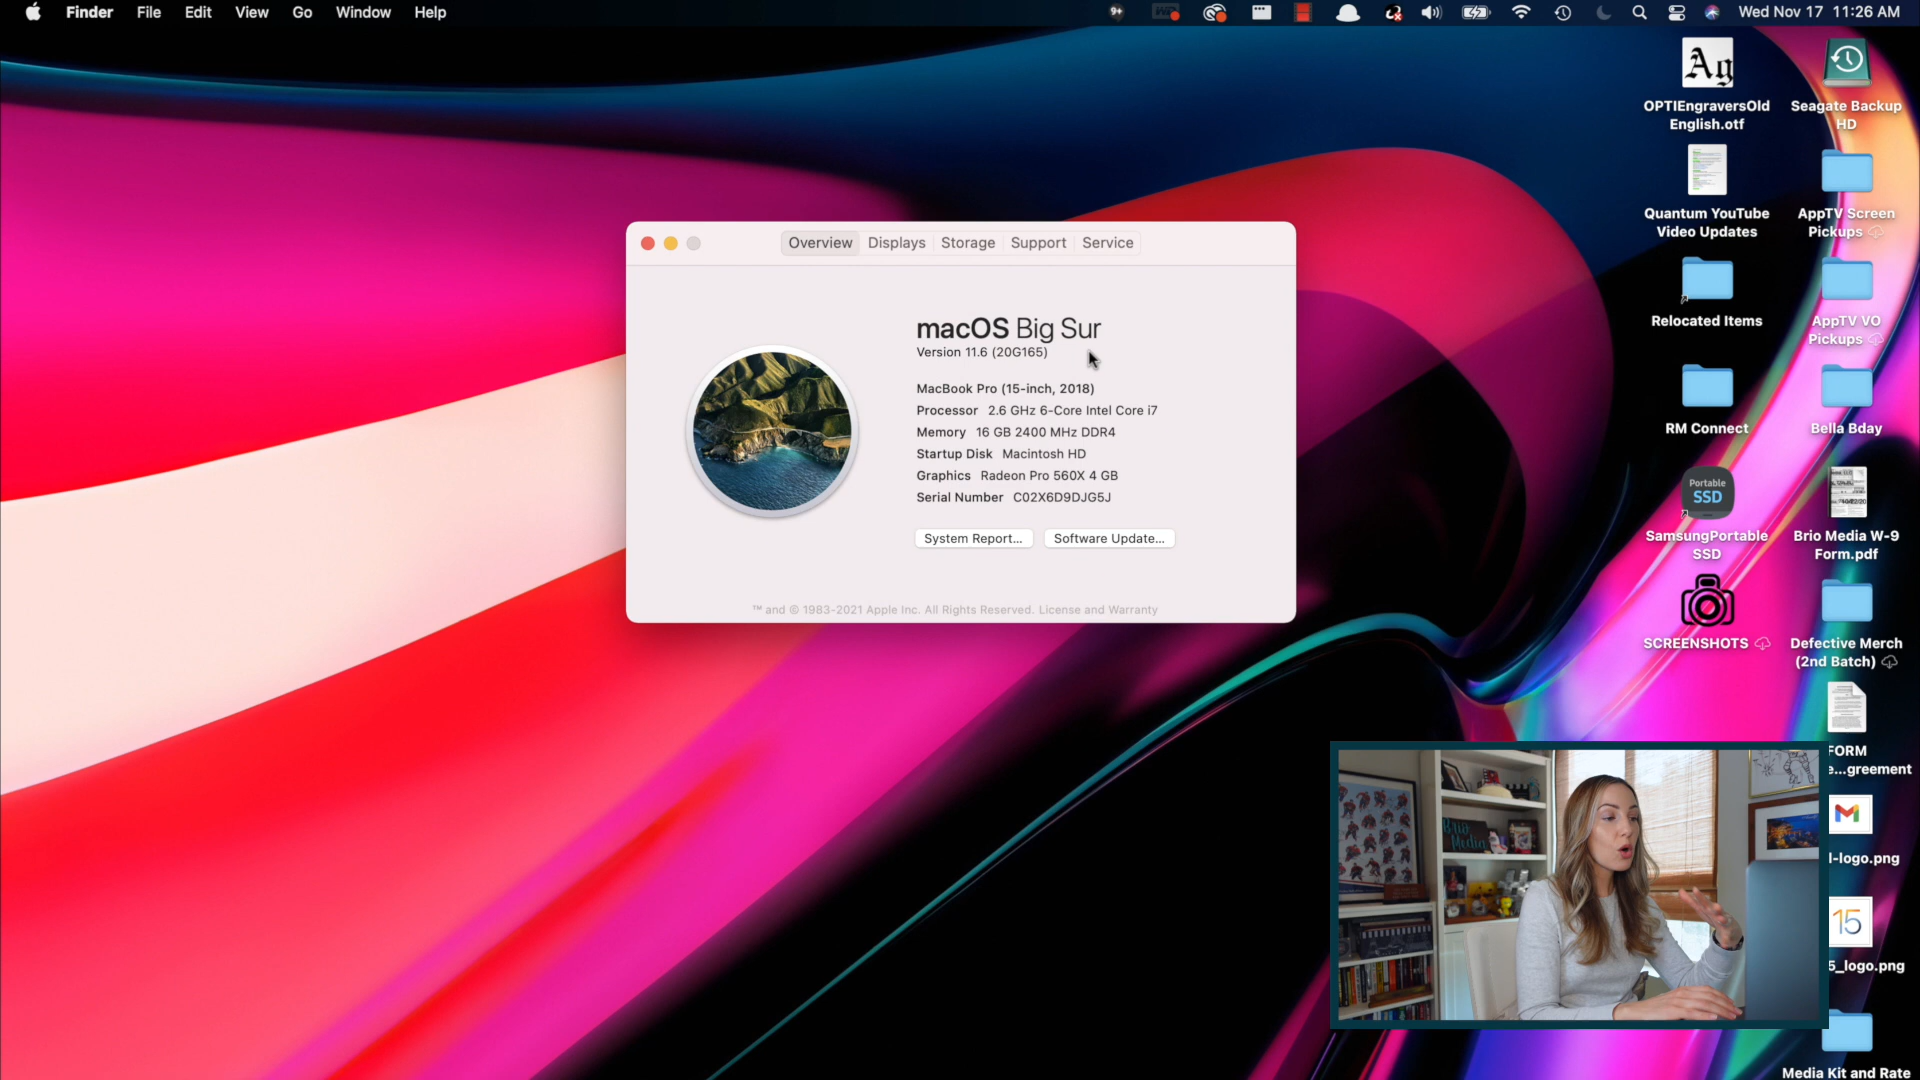 Finder File Edit View Go Window Help
9+
Wed Nov 17 11:26 AM
Overview Displays Storage Support Service
macOS Big Sur
Version 11.6 (20G165)
MacBook Pro (15-inch, 2018)
Processor 2.6 GHz 6-Core Intel Core i7
Memory 16 GB 2400 MHz DDR4
Startup Disk Macintosh HD
Graphics Radeon Pro 560X 4 GB
Serial Number C02X6D9DJG5J
System Report... Software Update...
™ and © 1983-2021 Apple Inc. All Rights Reserved. License and Warranty
Ag
OPTIEngraversOld
English.otf
Seagate Backup
HD
Quantum YouTube
Video Updates
AppTV Screen
Pickups
Relocated Items
AppTV VO
Pickups
RM Connect
Bella Bday
Portable
SSD
SamsungPortable
SSD
Brio Media W-9
Form.pdf
SCREENSHOTS
Defective Merch
(2nd Batch)
FORM
e...greement
l-logo.png
15
5_logo.png
Media Kit and Rate
Brio
Media